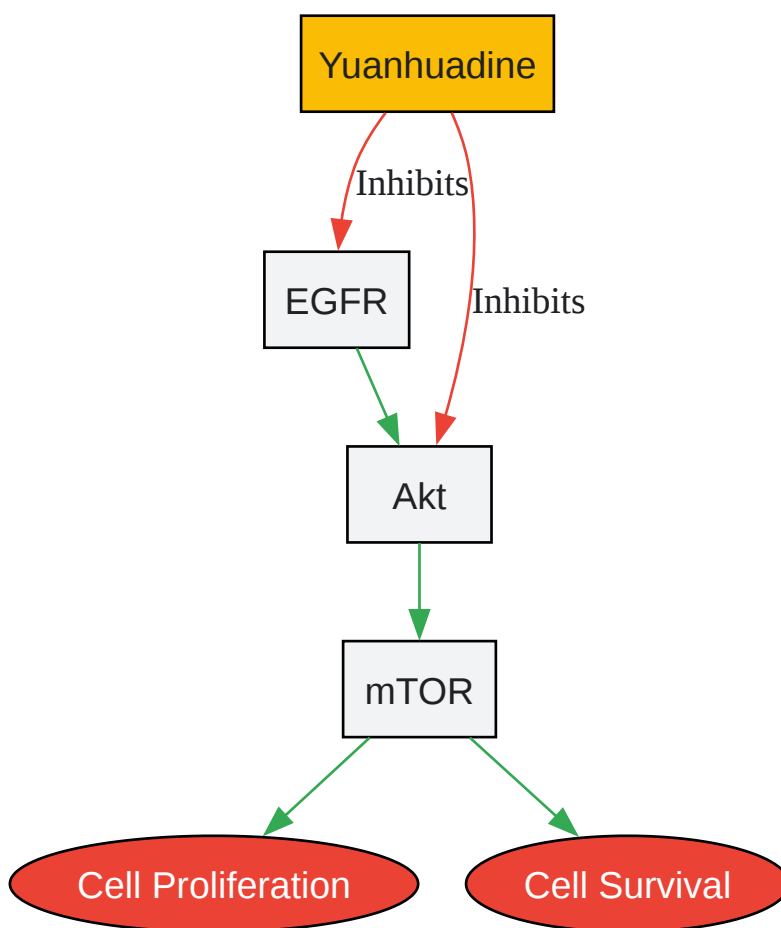 Yuanhuadine
Inhibits
EGFR
Inhibits
Akt
mTOR
Cell Proliferation
Cell Survival